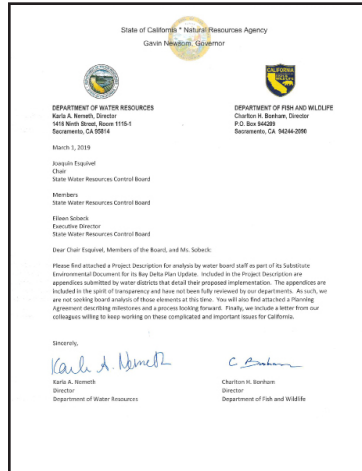 State of California * Natural Resources Agency
Gavin Newsom, Governor
CALIFORNIA
DEPARTMENT OF WATER RESOURCES
Karla A. Nemeth, Director
1416 Ninth Street, Room 1115-1
Sacramento, CA 95814
DEPARTMENT OF FISH AND WILDLIFE
Charlton H. Bonham, Director
P.O. Box 944209
Sacramento, CA 94244-2090
March 1, 2019
Joaquin Esquivel
Chair
State Water Resources Control Board
Members
State Water Resources Control Board
Eileen Sobeck
Executive Director
State Water Resources Control Board
Dear Chair Esquivel, Members of the Board, and Ms. Sobeck:
Please find attached a Project Description for analysis by water board staff as part of its Substitute
Environmental Document for its Bay Delta Plan Update. Included in the Project Description are
appendices submitted by water districts that detail their proposed implementation. The appendices are
included in the spirit of transparency and have not been fully reviewed by our departments. As such, we
are not seeking board analysis of those elements at this time. You will also find attached a Planning
Agreement describing milestones and a process looking forward. Finally, we include a letter from our
colleagues willing to keep working on these complicated and important issues for California.
Sincerely,
Karla A. Nemeth
C. Bonham
Karla A. Nemeth
Director
Department of Water Resources
Charlton H. Bonham
Director
Department of Fish and Wildlife